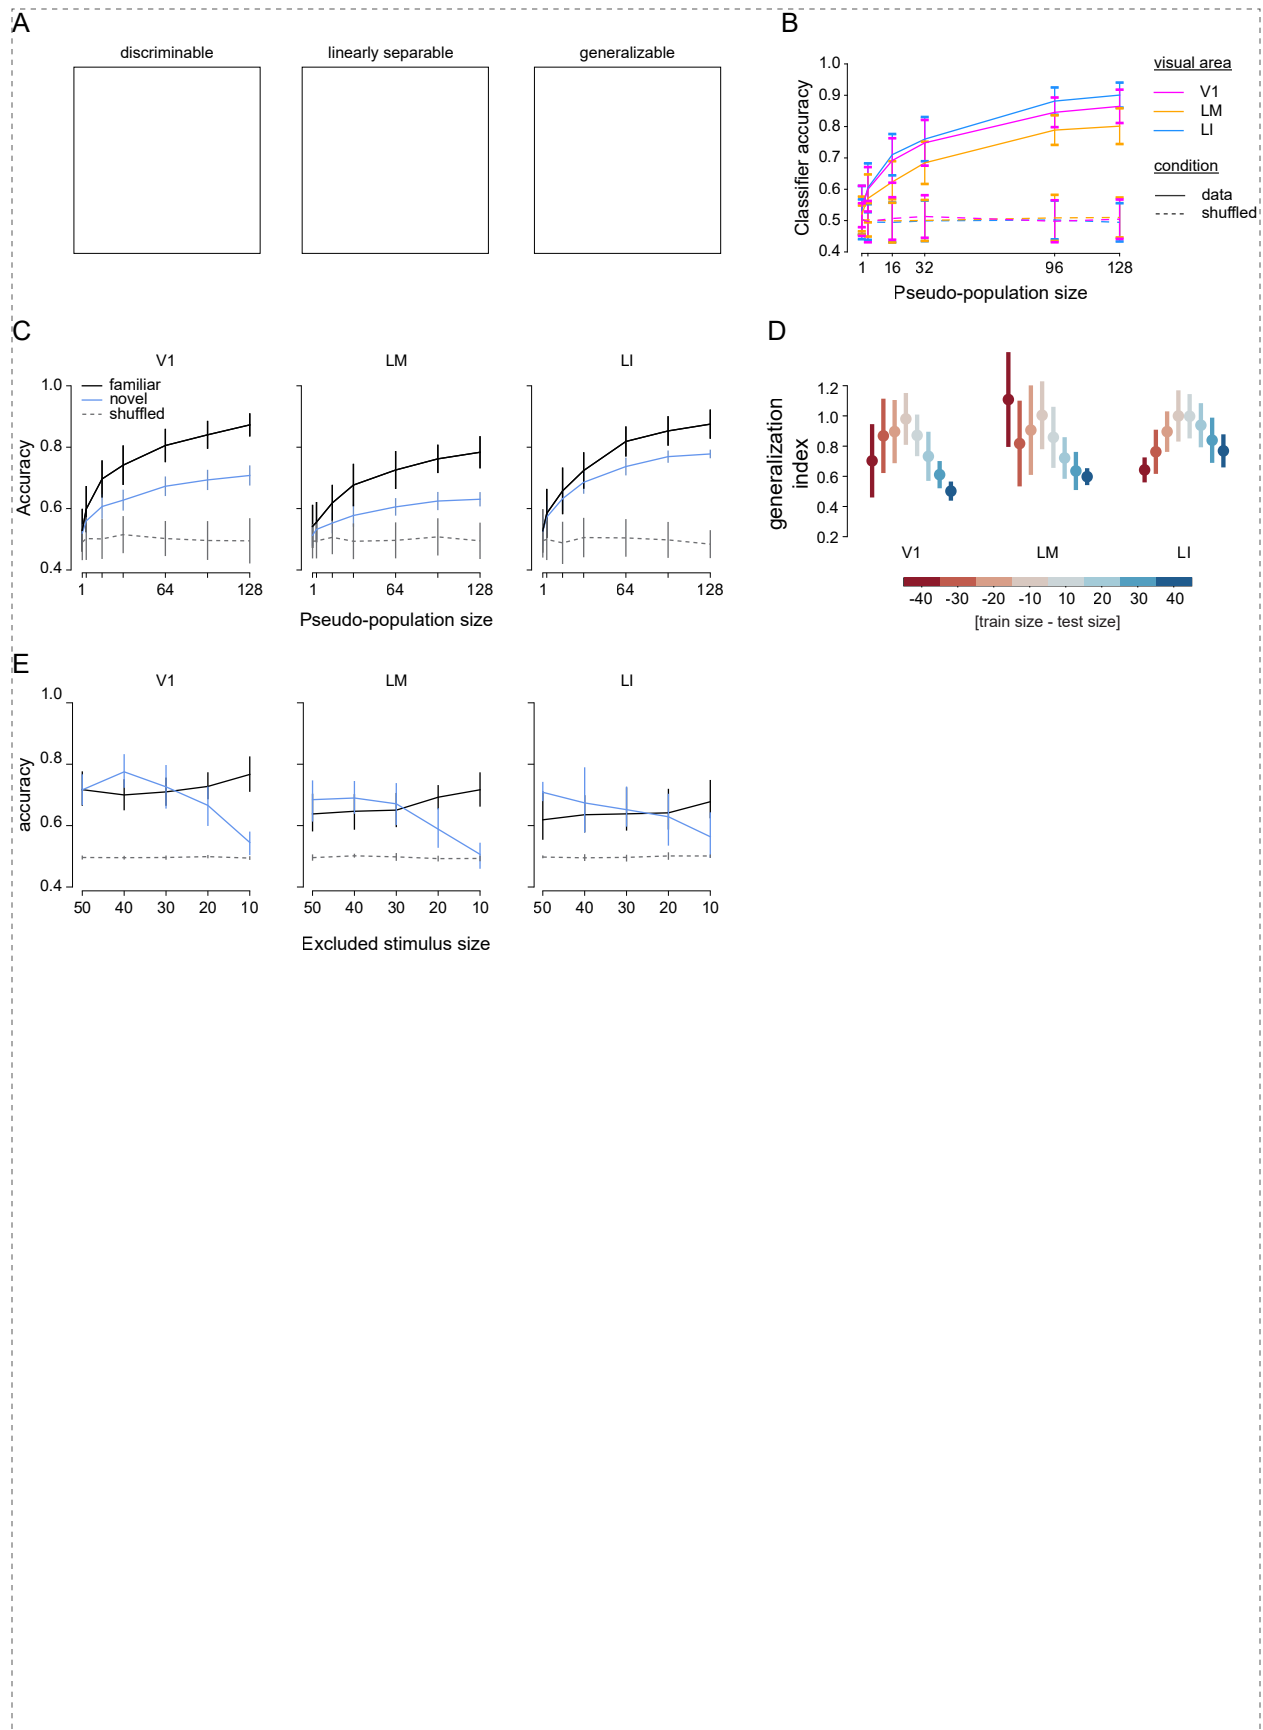 A
discriminable
linearly separable
generalizable
B
1.0
0.9
0.8
0.7
0.6
0.5
0.4
Classifier accuracy
1 16 32 96 128
Pseudo-population size
visual area
V1
LM
LI
condition
data
shuffled
C
V1
LM
LI
1.0
0.8
0.6
0.4
Accuracy
familiar
novel
shuffled
1 64 128
1 64 128
1 64 128
Pseudo-population size
D
1.2
1.0
0.8
0.6
0.4
0.2
generalization
index
V1
LM
LI
-40 -30 -20 -10 10 20 30 40
[train size - test size]
E
V1
LM
LI
1.0
0.8
0.6
0.4
accuracy
50 40 30 20 10
50 40 30 20 10
50 40 30 20 10
Excluded stimulus size